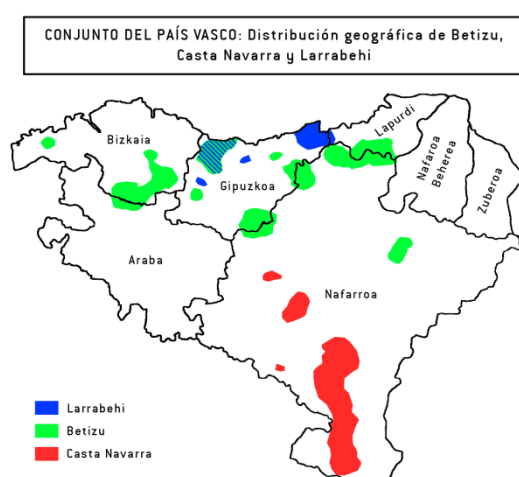 CONJUNTO DEL PAÍS VASCO: Distribución geográfica de Betizu,
Casta Navarra y Larrabehi
Bizkaia
Lapurdi
Nafaroa
Beherea
Zuberoa
Gipuzkoa
Araba
Nafarroa
Larrabehi
Betizu
Casta Navarra